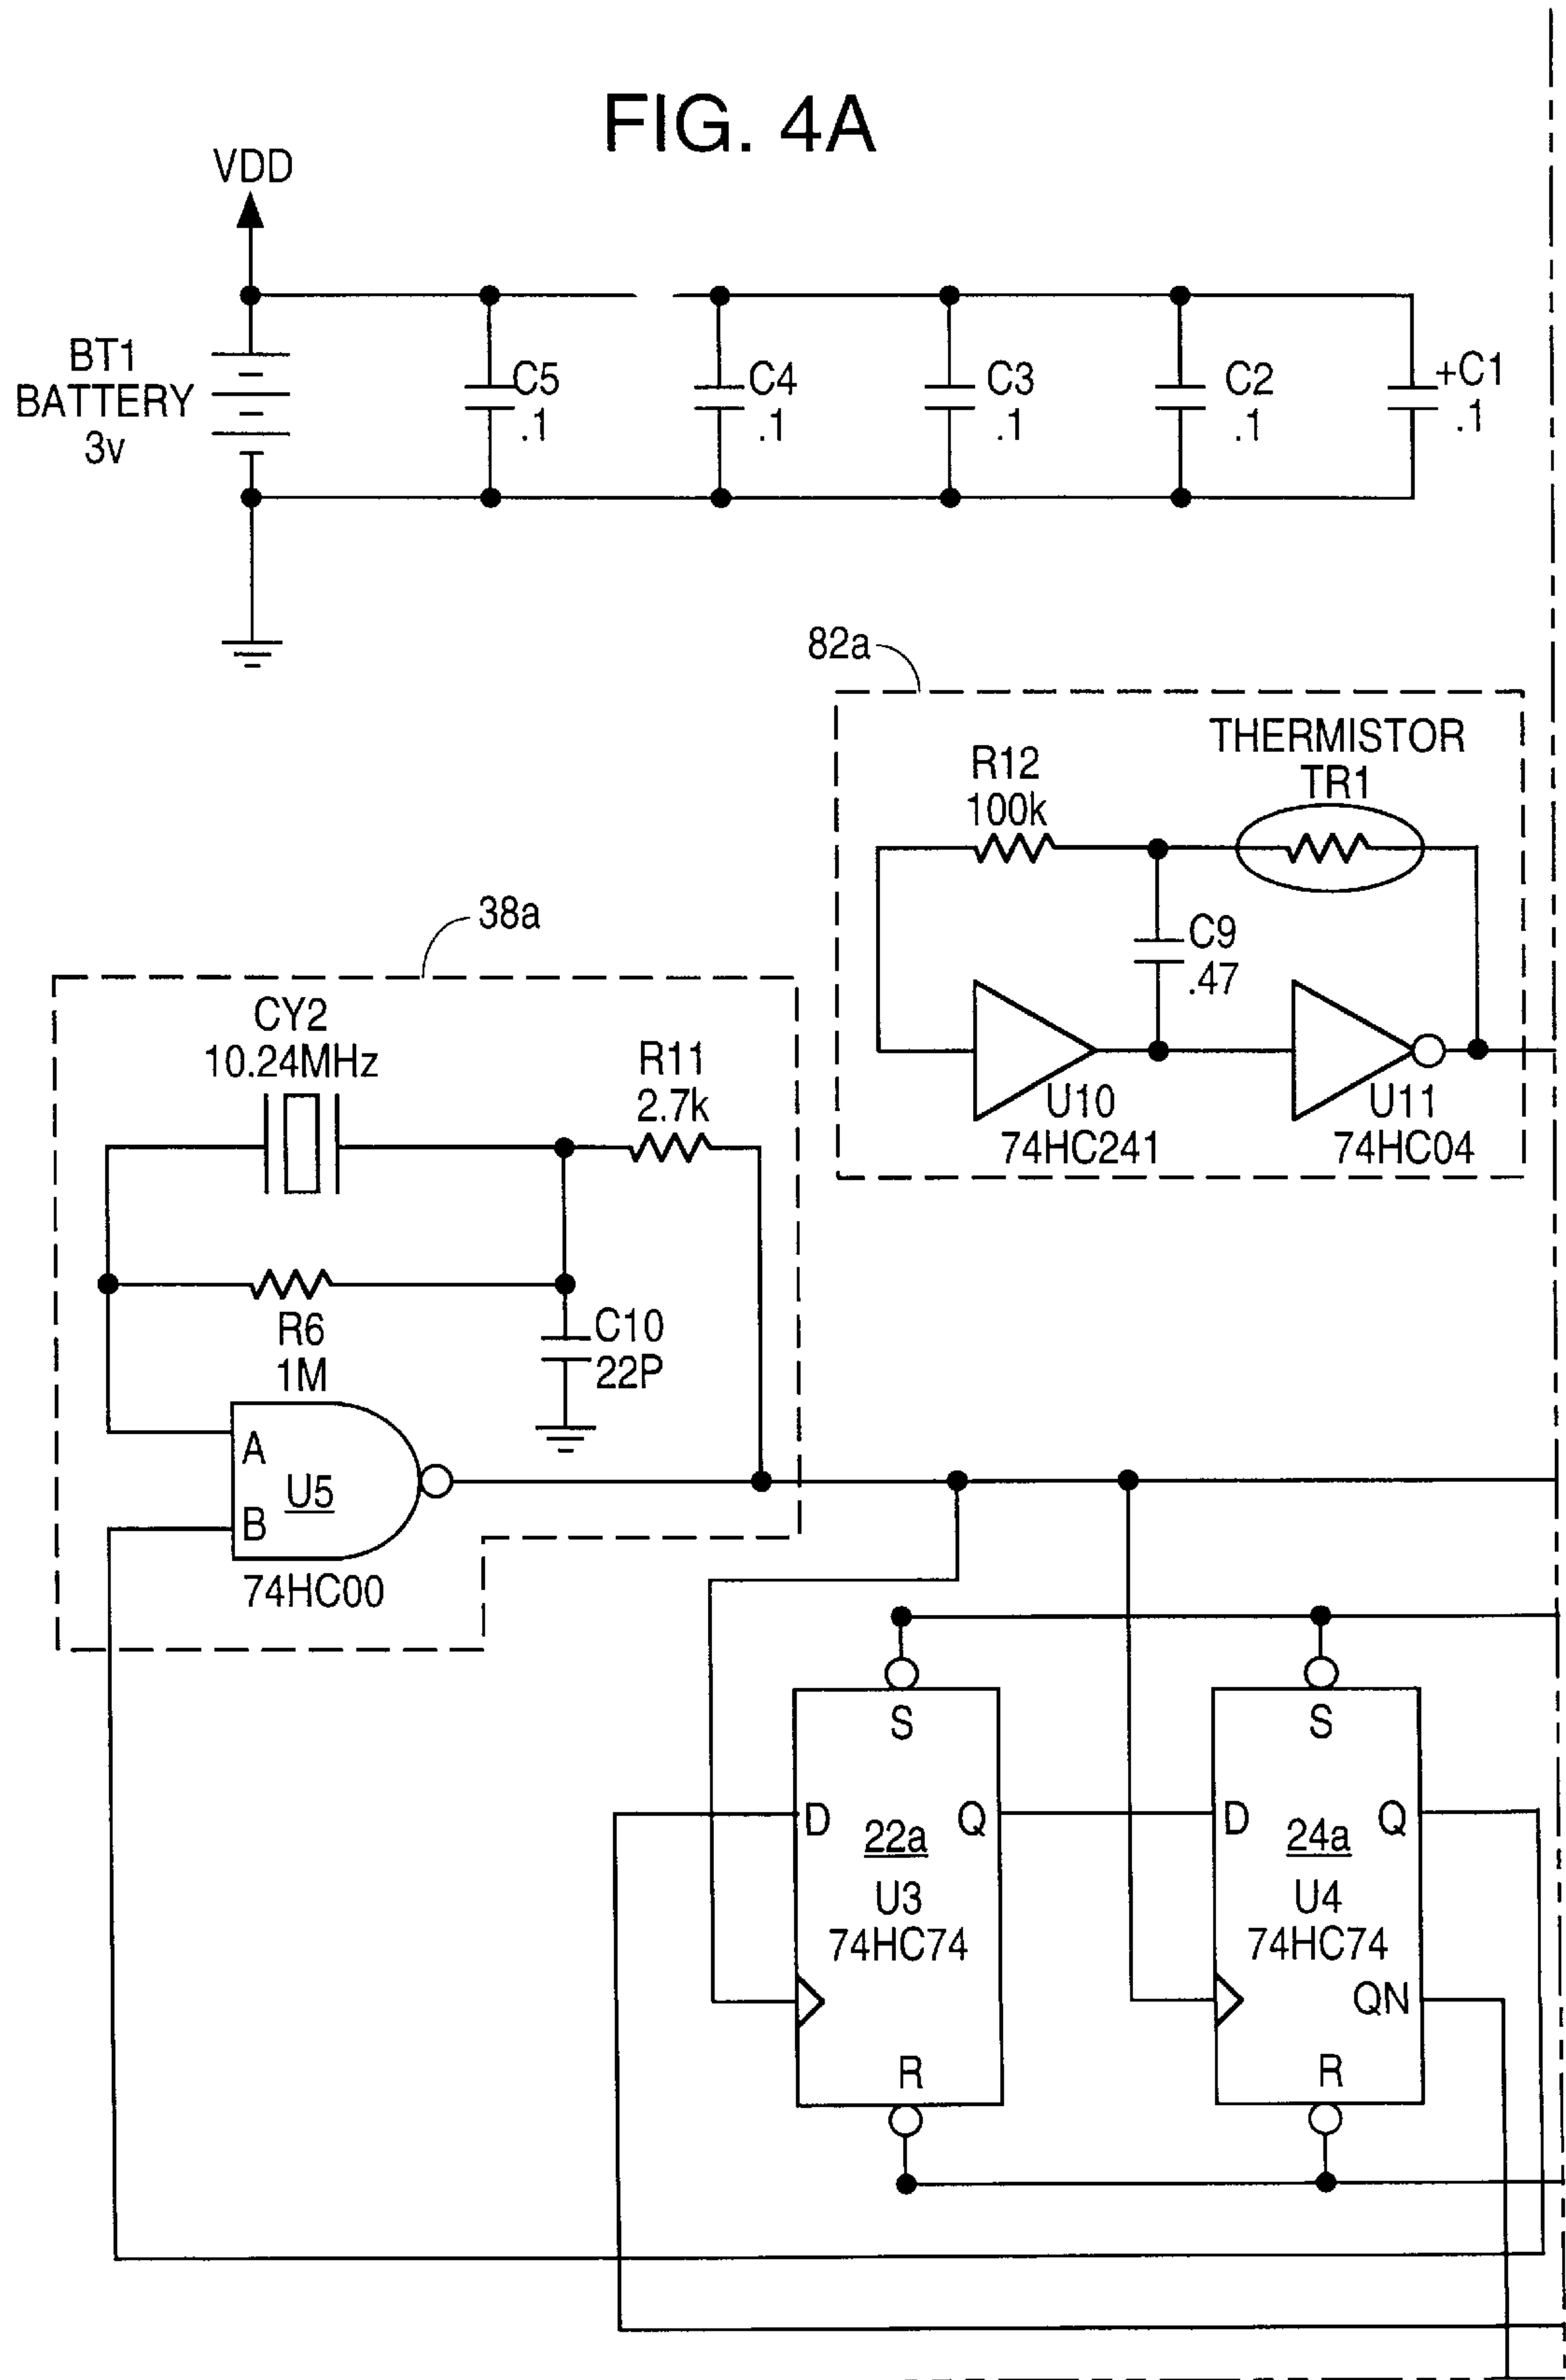 FIG. 4A
VDD
BT1
BATTERY
3v
C5
.1
C4
.1
C3
.1
C2
.1
+C1
.1
82a
THERMISTOR
TR1
R12
100k
C9
.47
U10
74HC241
U11
74HC04
38a
CY2
10.24MHz
R11
2.7k
R6
1M
C10
22P
A
U5
B
74HC00
S
D
22a
Q
U3
74HC74
R
S
D
24a
Q
U4
74HC74
QN
R